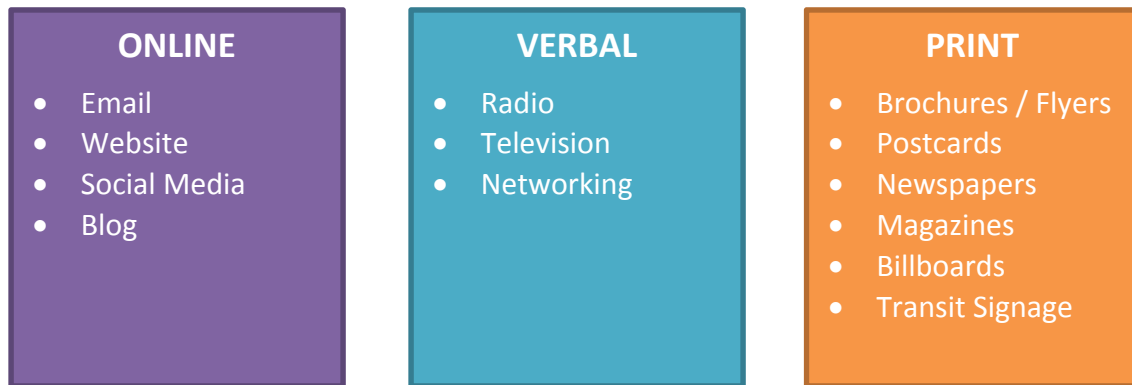 ONLINE
• Email
• Website
• Social Media
• Blog
VERBAL
• Radio
• Television
• Networking
PRINT
• Brochures / Flyers
• Postcards
• Newspapers
• Magazines
• Billboards
• Transit Signage